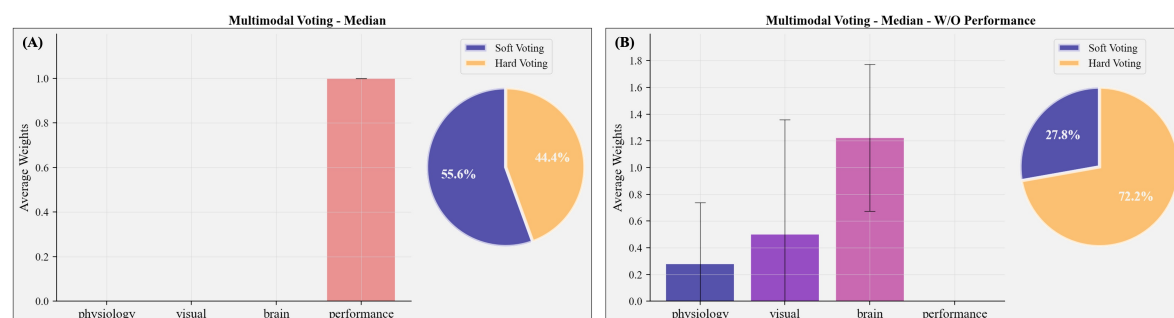 Multimodal Voting - Median
(A)
Soft Voting
Hard Voting
1.0
0.8
0.6
0.4
0.2
0.0
Average Weights
55.6%
44.4%
physiology visual brain performance
Multimodal Voting - Median - W/O Performance
(B)
Soft Voting
Hard Voting
1.8
1.6
1.4
1.2
1.0
0.8
0.6
0.4
0.2
0.0
Average Weights
27.8%
72.2%
physiology visual brain performance